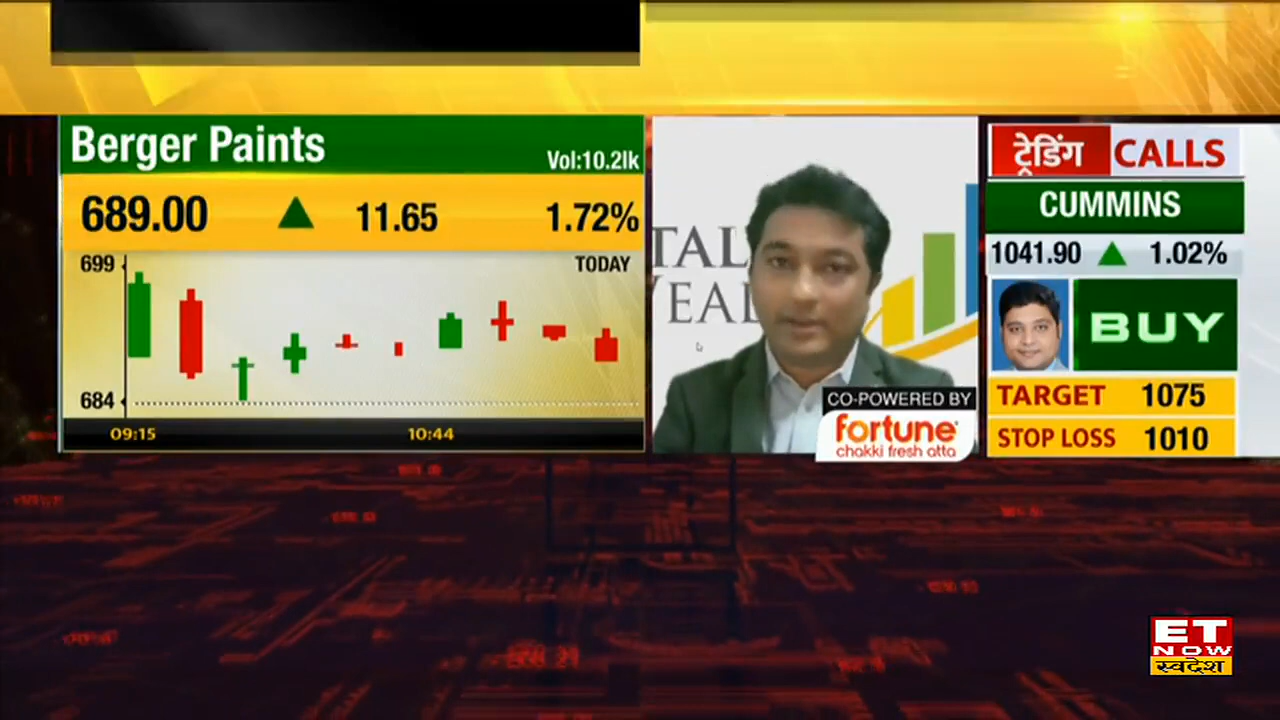 Berger Paints
Vol:10.2lk
689.00 ▲ 11.65 1.72%
699
TODAY
684
09:15 10:44
CO-POWERED BY
fortune
chakki fresh atta
ट्रेडिंग CALLS
CUMMINS
1041.90 ▲ 1.02%
BUY
TARGET 1075
STOP LOSS 1010
ET
NOW
स्वदेश